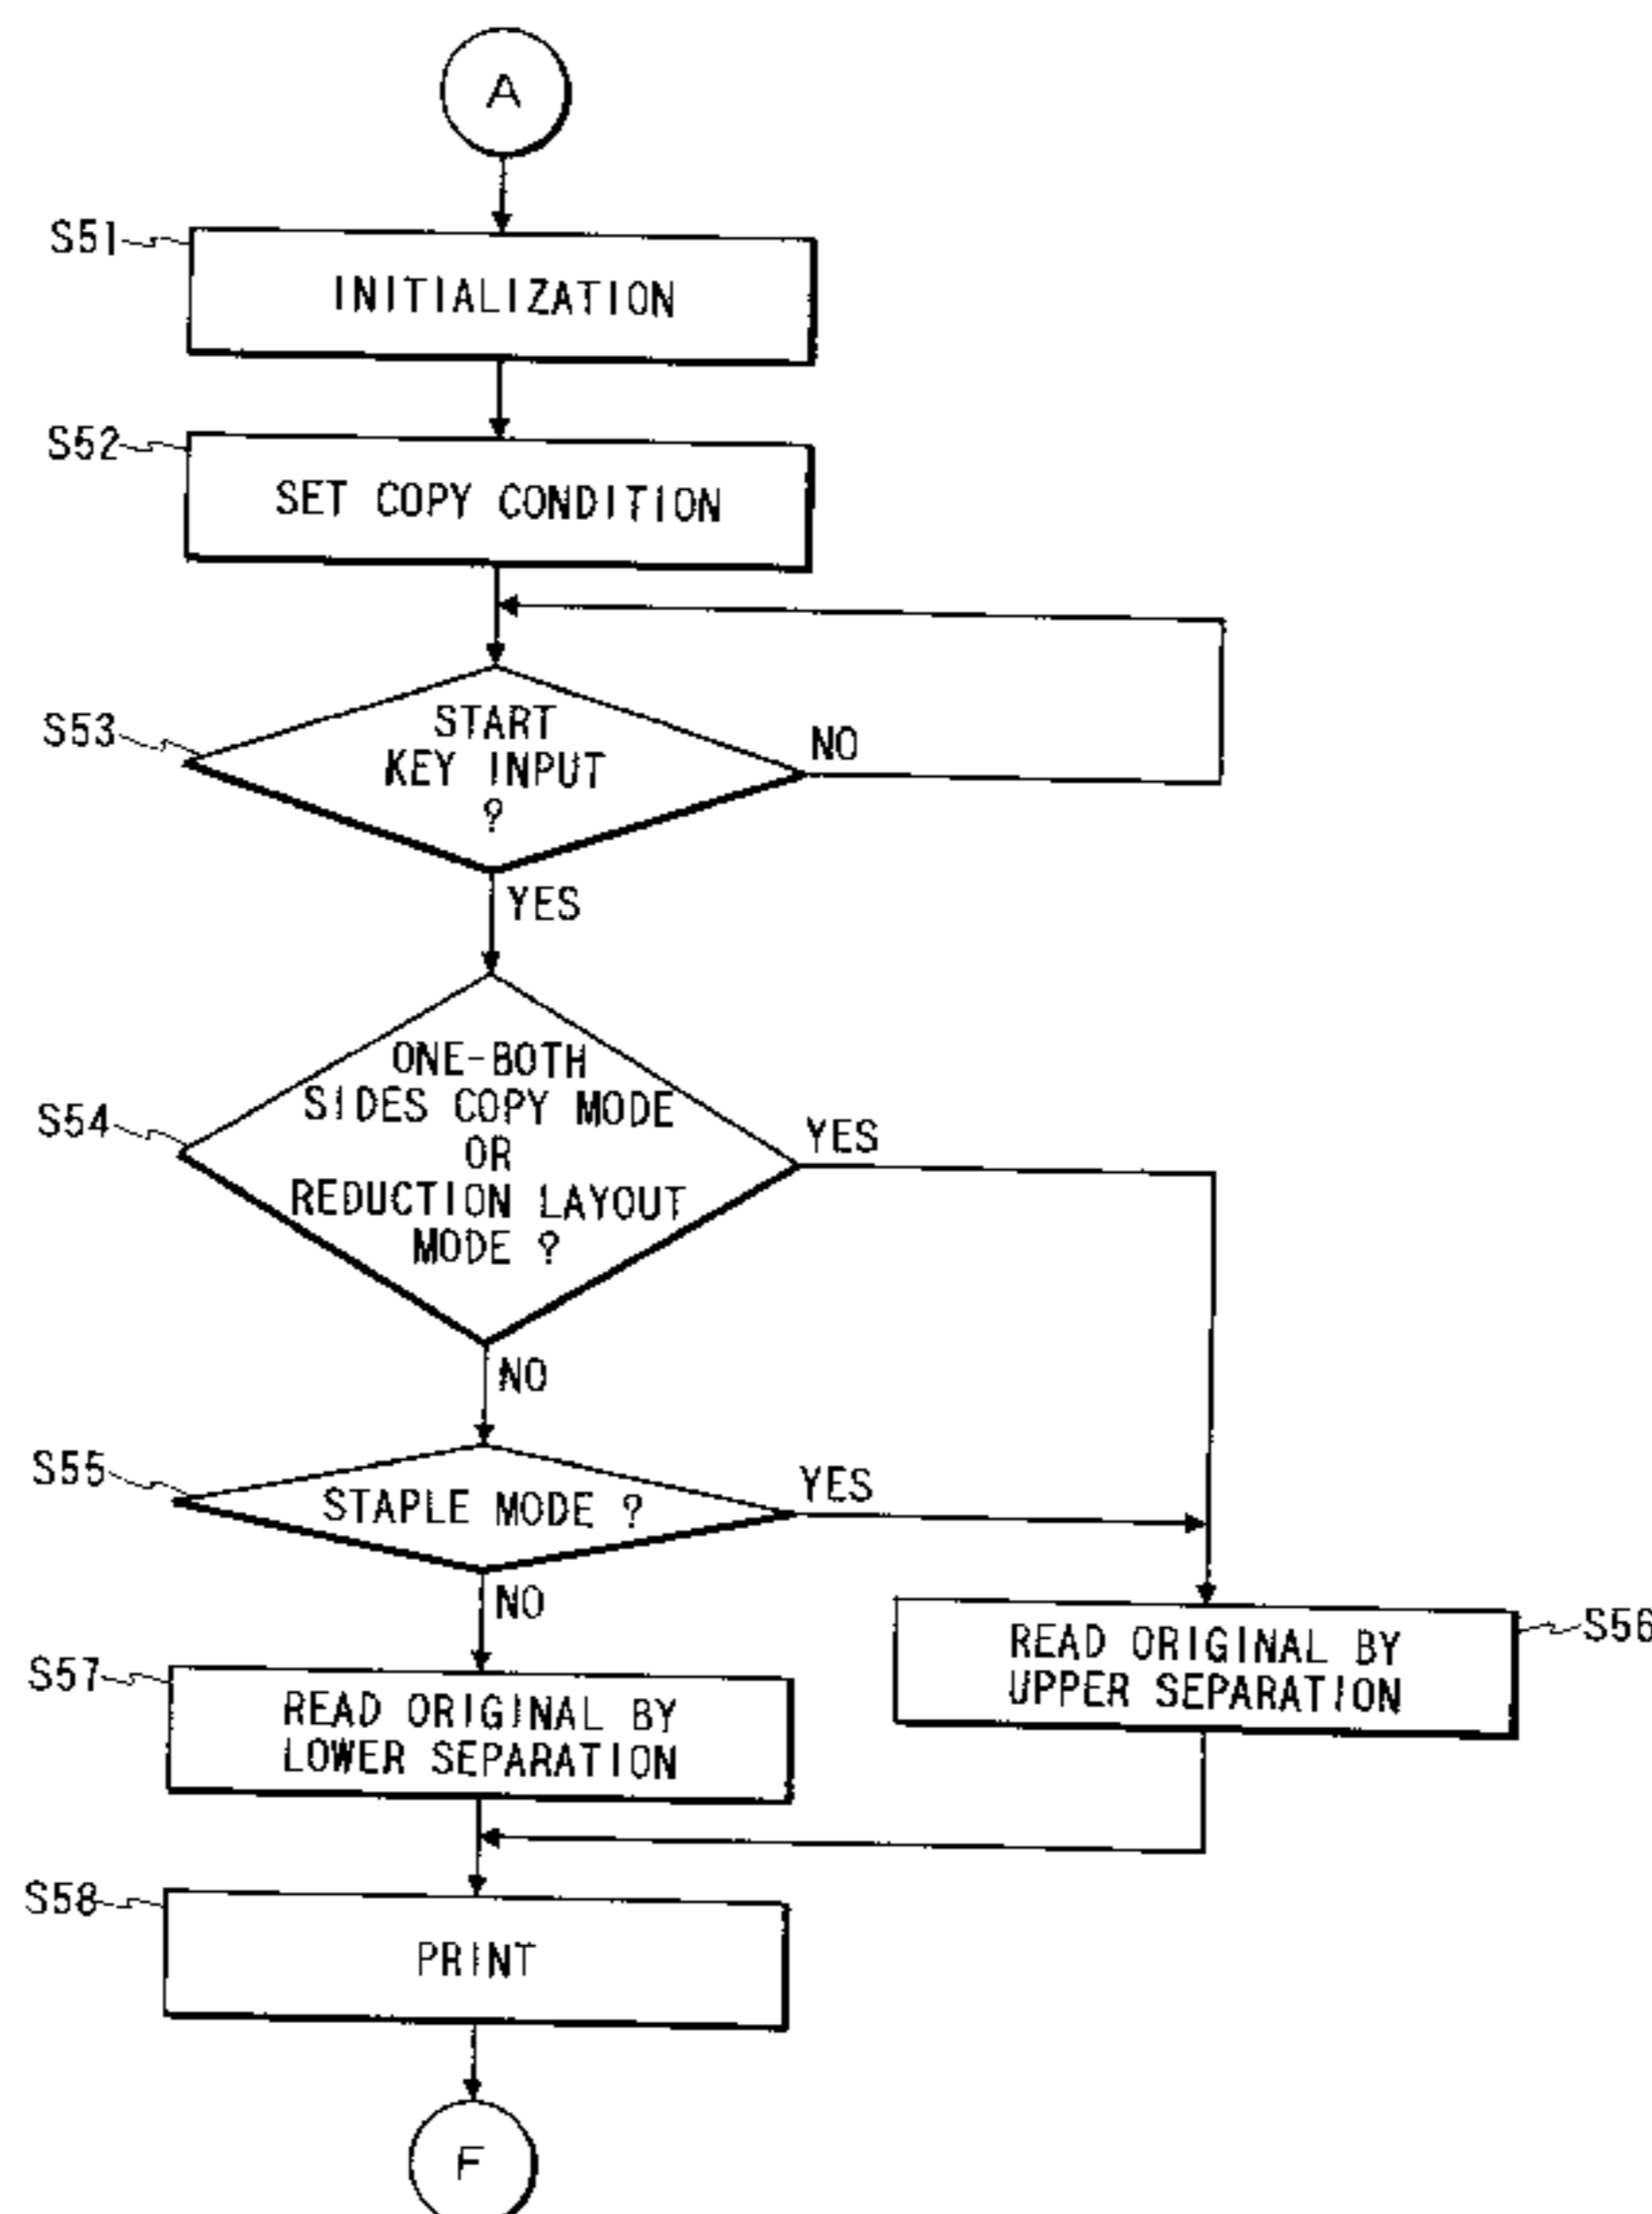 A
S51
INITIALIZATION
S52
SET COPY CONDITION
S53
START
KEY INPUT
?
NO
YES
S54
ONE-BOTH
SIDES COPY MODE
OR
REDUCTION LAYOUT
MODE ?
YES
NO
S55
STAPLE MODE ?
YES
NO
S56
READ ORIGINAL BY
UPPER SEPARATION
S57
READ ORIGINAL BY
LOWER SEPARATION
S58
PRINT
F